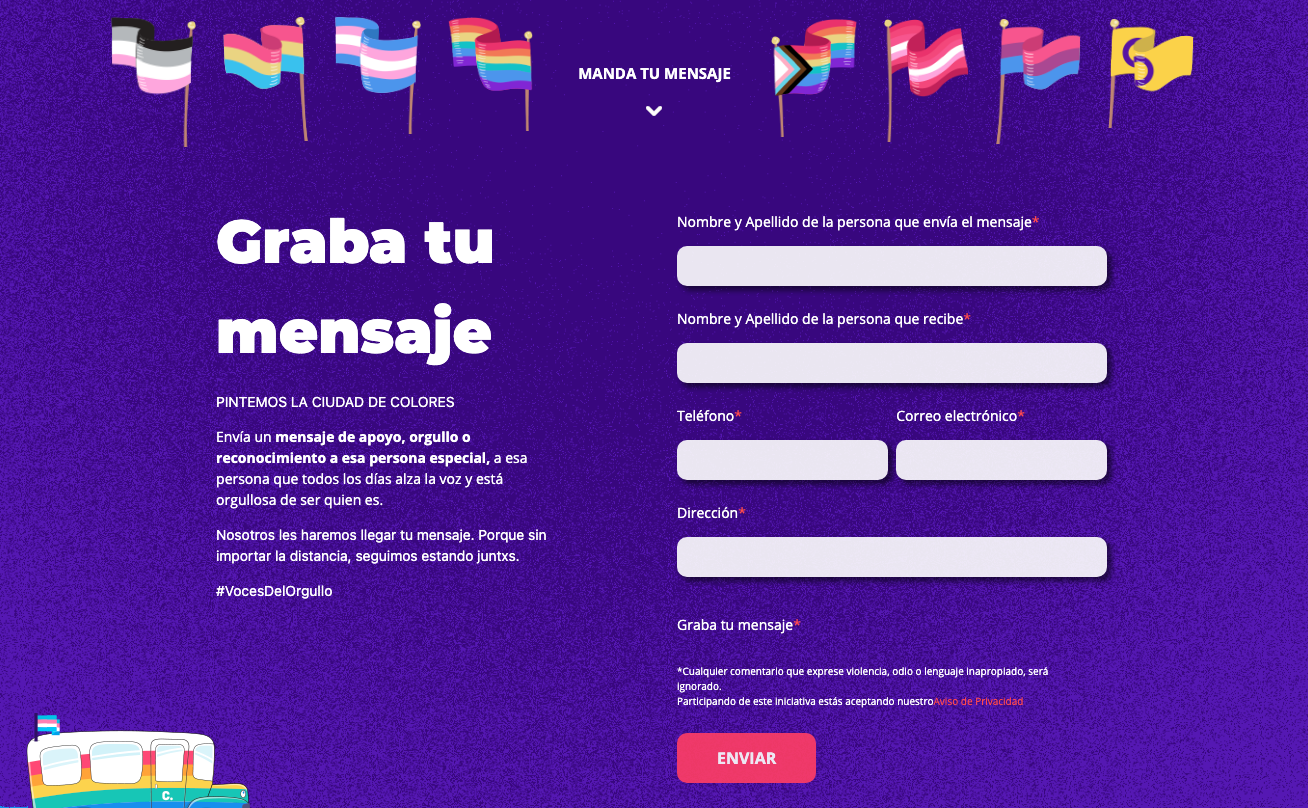 MANDA TU MENSAJE
Graba tu
mensaje
PINTEMOS LA CIUDAD DE COLORES
Envía un mensaje de apoyo, orgullo o
reconocimiento a esa persona especial, a esa
persona que todos los días alza la voz y está
orgullosa de ser quien es.
Nosotros les haremos llegar tu mensaje. Porque sin
importar la distancia, seguimos estando juntxs.
#VocesDelOrgullo
Nombre y Apellido de la persona que envía el mensaje*
Nombre y Apellido de la persona que recibe*
Teléfono* Correo electrónico*
Dirección*
Graba tu mensaje*
*Cualquier comentario que exprese violencia, odio o lenguaje inapropiado, será
ignorado.
Participando de este iniciativa estás aceptando nuestroAviso de Privacidad
ENVIAR
C.